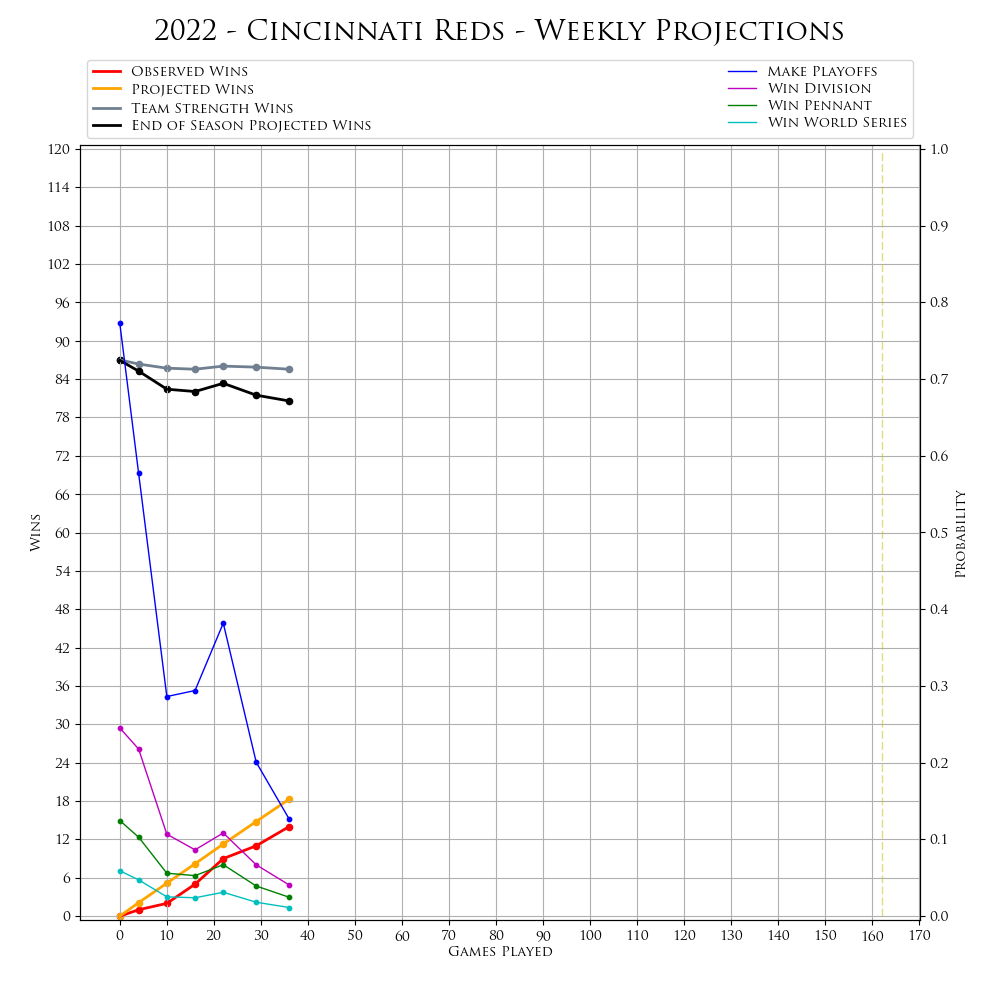 2022 - Cincinnati Reds - Weekly Projections
Observed Wins
Projected Wins
Team Strength Wins
End of Season Projected Wins
Make Playoffs
Win Division
Win Pennant
Win World Series
120
114
108
102
96
90
84
78
72
66
60
54
48
42
36
30
24
18
12
6
0
Wins
1.0
0.9
0.8
0.7
0.6
0.5
0.4
0.3
0.2
0.1
0.0
Probability
0 10 20 30 40 50 60 70 80 90 100 110 120 130 140 150 160 170
Games Played